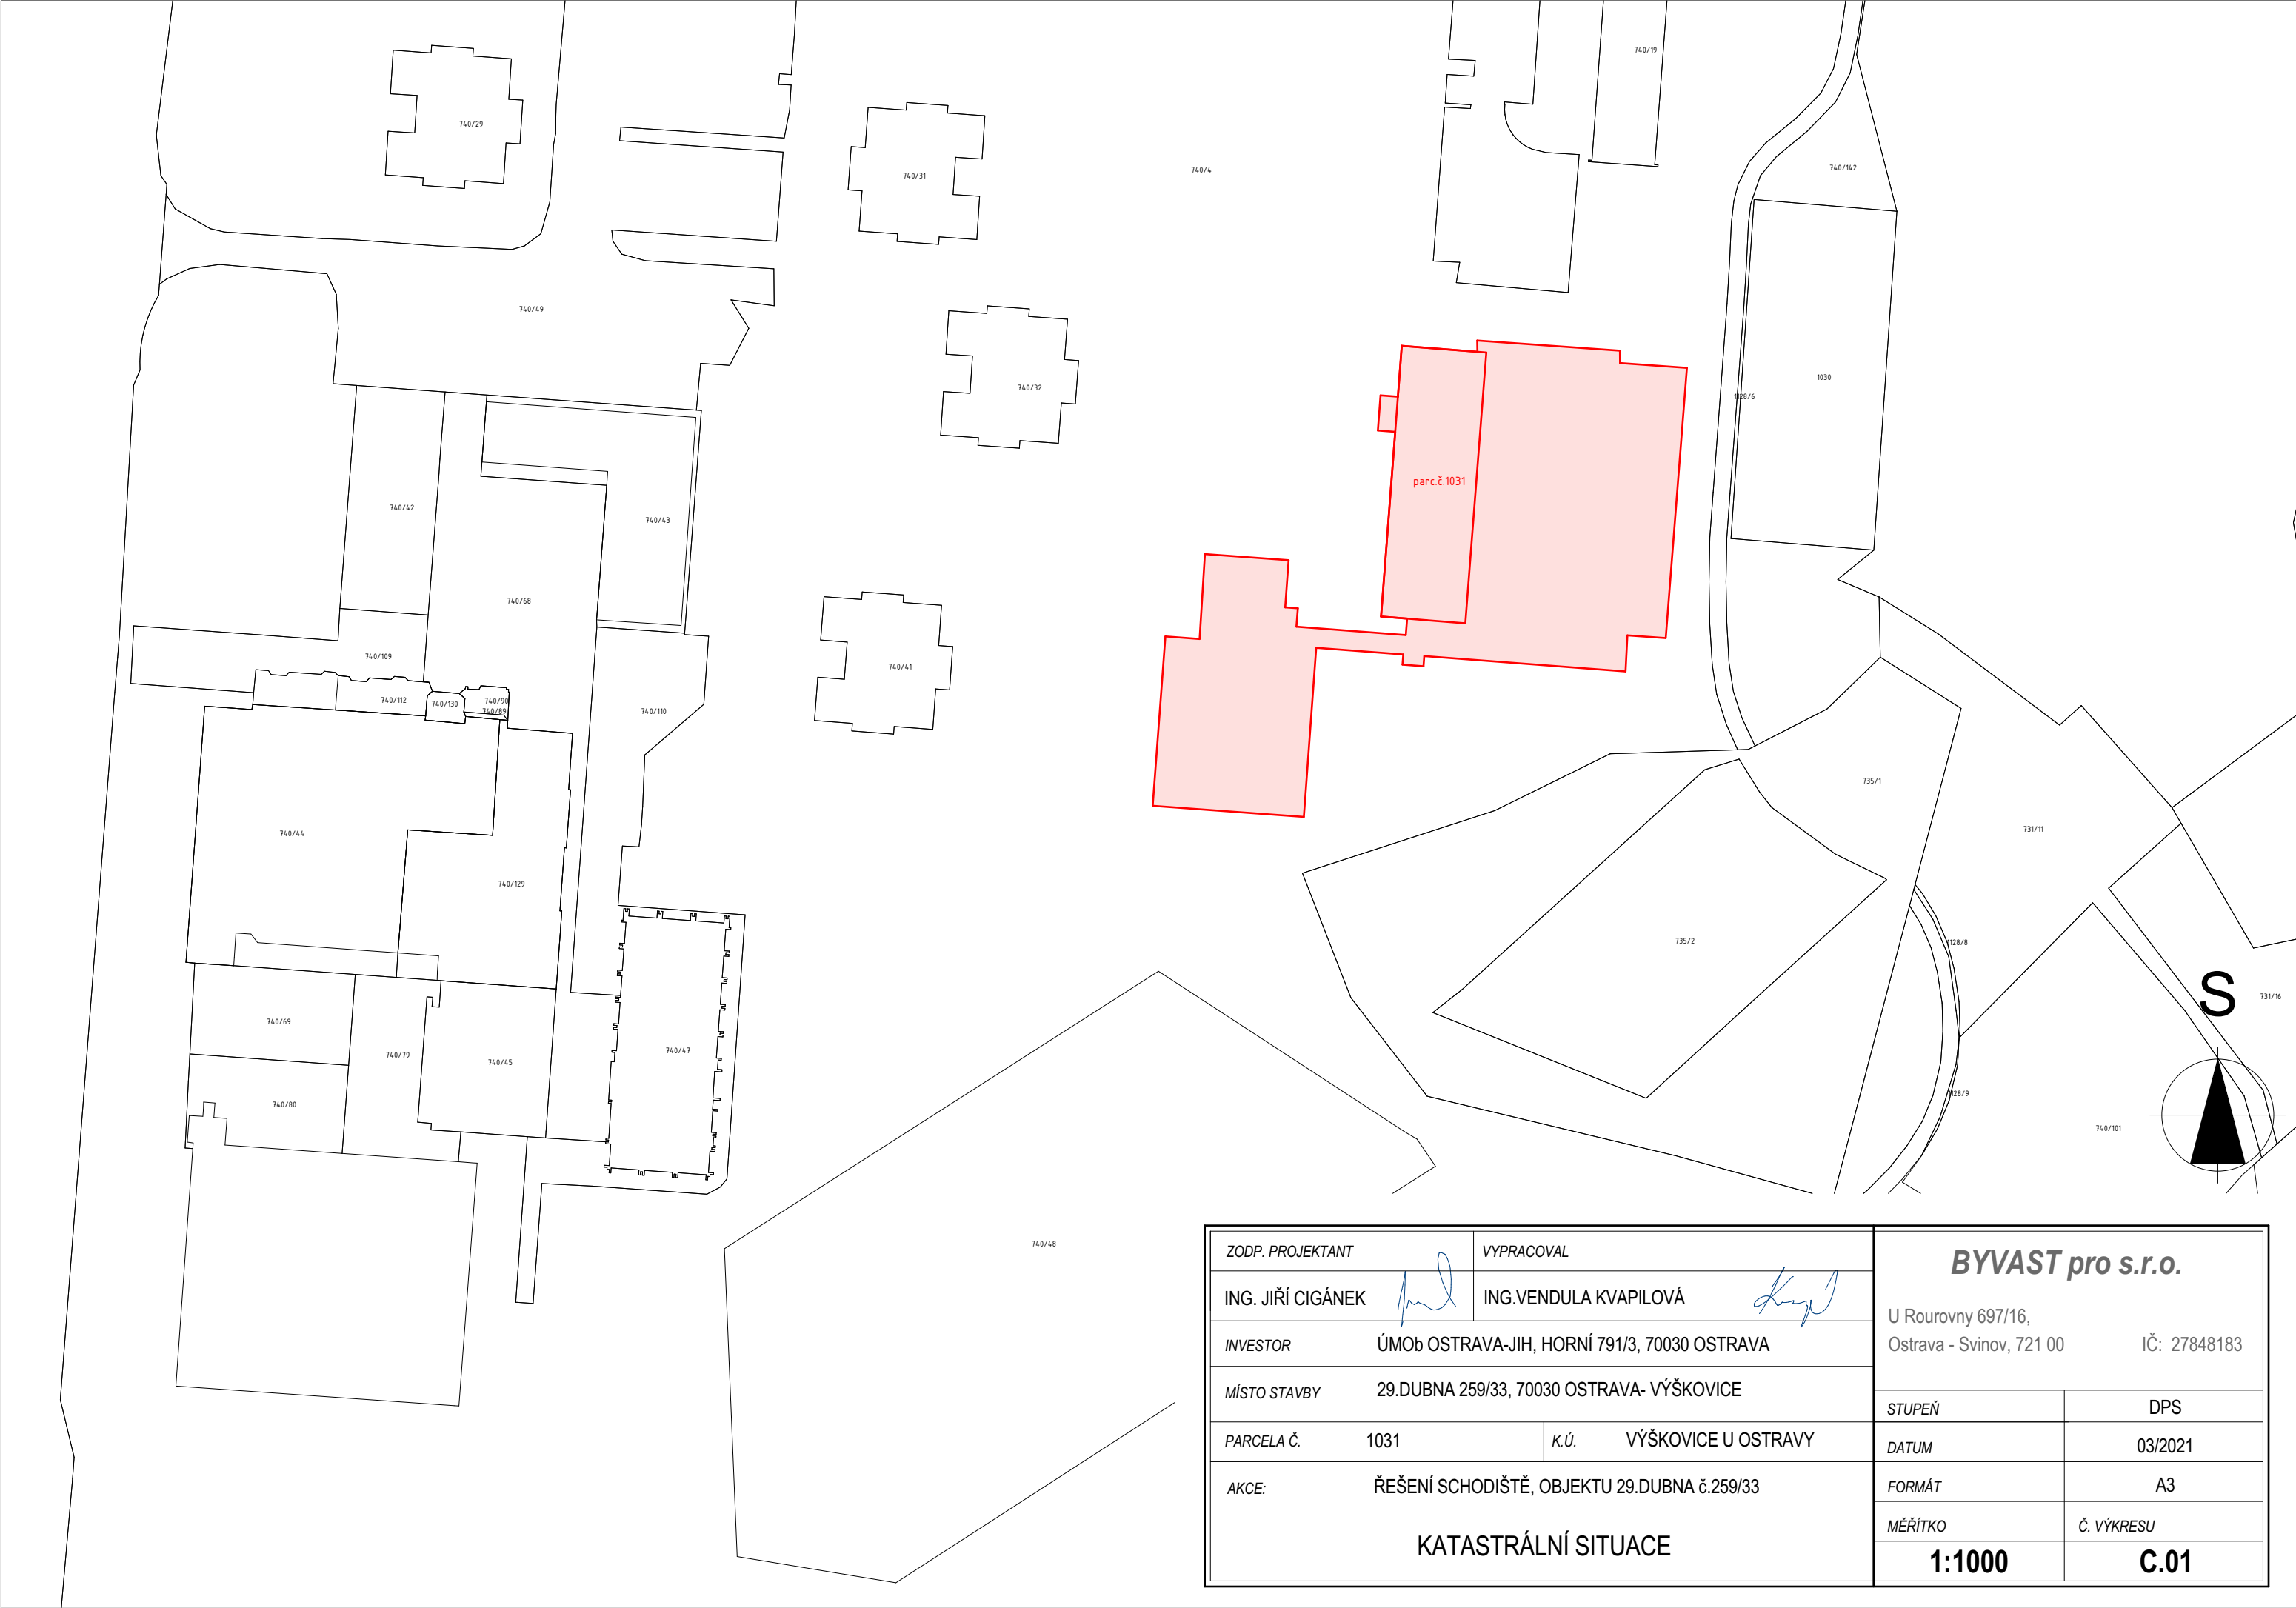 740/19
740/29
740/31
740/4
740/142
740/49
1030
740/32
1128/6
parc.č.1031
740/42
740/43
740/68
740/109
740/41
740/112
740/130
740/90
740/89
740/110
735/1
740/44
731/11
740/129
735/2
1128/8
S
731/16
740/69
740/79
740/45
740/47
740/80
1128/9
740/101
740/48
ZODP. PROJEKTANT
VYPRACOVAL
ING. JIŘÍ CIGÁNEK
ING.VENDULA KVAPILOVÁ
INVESTOR ÚMOb OSTRAVA-JIH, HORNÍ 791/3, 70030 OSTRAVA
MÍSTO STAVBY 29.DUBNA 259/33, 70030 OSTRAVA- VÝŠKOVICE
PARCELA Č. 1031 K.Ú. VÝŠKOVICE U OSTRAVY
AKCE: ŘEŠENÍ SCHODIŠTĚ, OBJEKTU 29.DUBNA č.259/33
KATASTRÁLNÍ SITUACE
BYVAST pro s.r.o.
U Rourovny 697/16,
Ostrava - Svinov, 721 00 IČ: 27848183
STUPEŇ DPS
DATUM 03/2021
FORMÁT A3
MĚŘÍTKO Č. VÝKRESU
1:1000 C.01